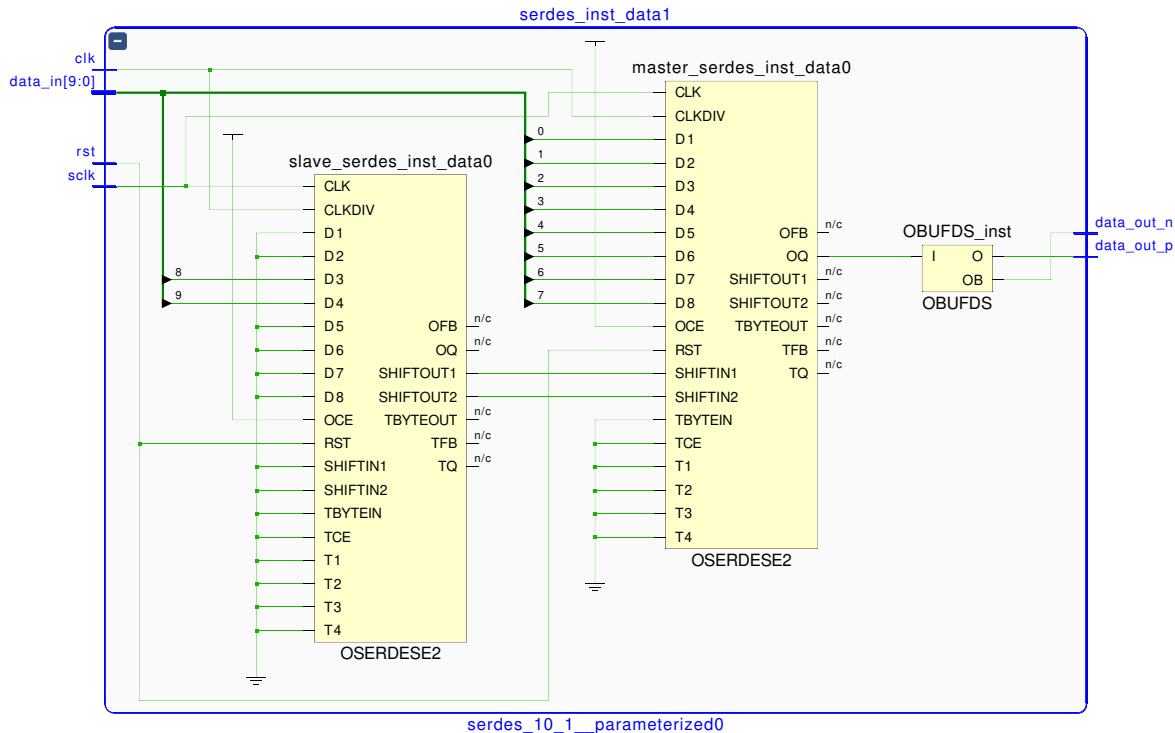 serdes_inst_data1
clk
data_in[9:0]
rst
sclk
slave_serdes_inst_data0
CLK
CLKDIV
D1
D2
8 D3
9 D4
D5 OFB n/c
D6 OQ n/c
D7 SHIFTOUT1
D8 SHIFTOUT2
OCE TBYTEOUT n/c
RST TFB n/c
SHIFTIN1 TQ n/c
SHIFTIN2
TBYTEIN
TCE
T1
T2
T3
T4
OSERDESE2
master_serdes_inst_data0
CLK
CLKDIV
0 D1
1 D2
2 D3
3 D4
4 D5 OFB n/c
5 D6 OQ
6 D7 SHIFTOUT1 n/c
7 D8 SHIFTOUT2 n/c
OCE TBYTEOUT n/c
RST TFB n/c
SHIFTIN1 TQ n/c
SHIFTIN2
TBYTEIN
TCE
T1
T2
T3
T4
OSERDESE2
OBUFDS_inst
I O
OB
OBUFDS
data_out_n
data_out_p
serdes_10_1__parameterized0